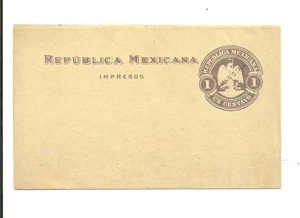 REPÚBLICA MEXICANA
IMPRESOS
REPUBLICA MEXICANA
1 1
UN CENTAVO